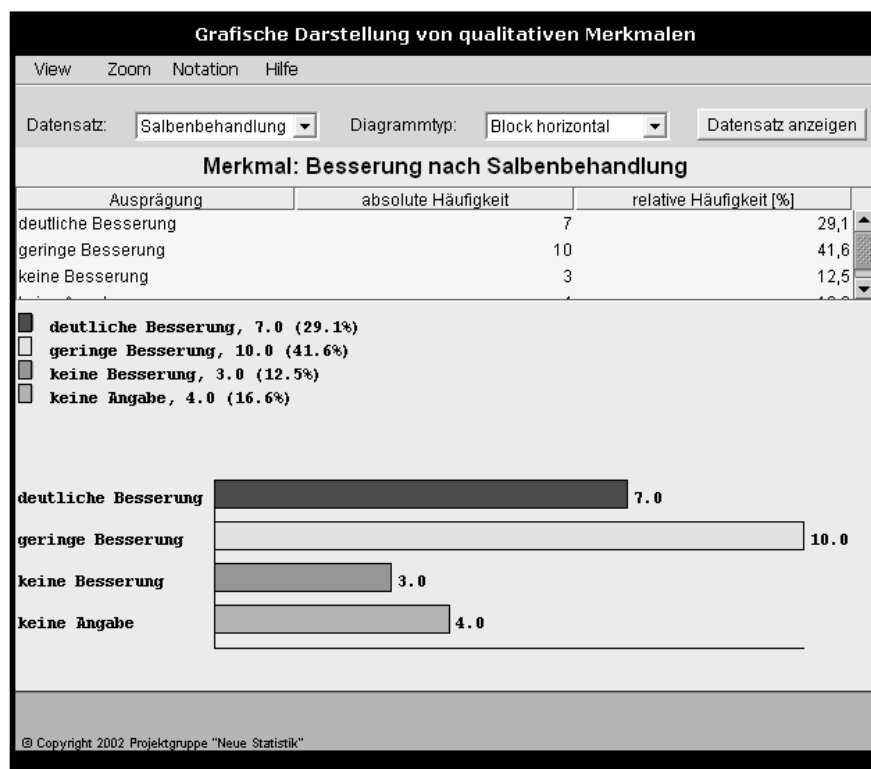 Grafische Darstellung von qualitativen Merkmalen
View Zoom Notation Hilfe
Datensatz: Salbenbehandlung Diagrammtyp: Block horizontal Datensatz anzeigen
Merkmal: Besserung nach Salbenbehandlung
Ausprägung absolute Häufigkeit relative Häufigkeit [%]
deutliche Besserung 7 29,1
geringe Besserung 10 41,6
keine Besserung 3 12,5
deutliche Besserung, 7.0 (29.1%)
geringe Besserung, 10.0 (41.6%)
keine Besserung, 3.0 (12.5%)
keine Angabe, 4.0 (16.6%)
deutliche Besserung 7.0
geringe Besserung 10.0
keine Besserung 3.0
keine Angabe 4.0
© Copyright 2002 Projektgruppe "Neue Statistik"